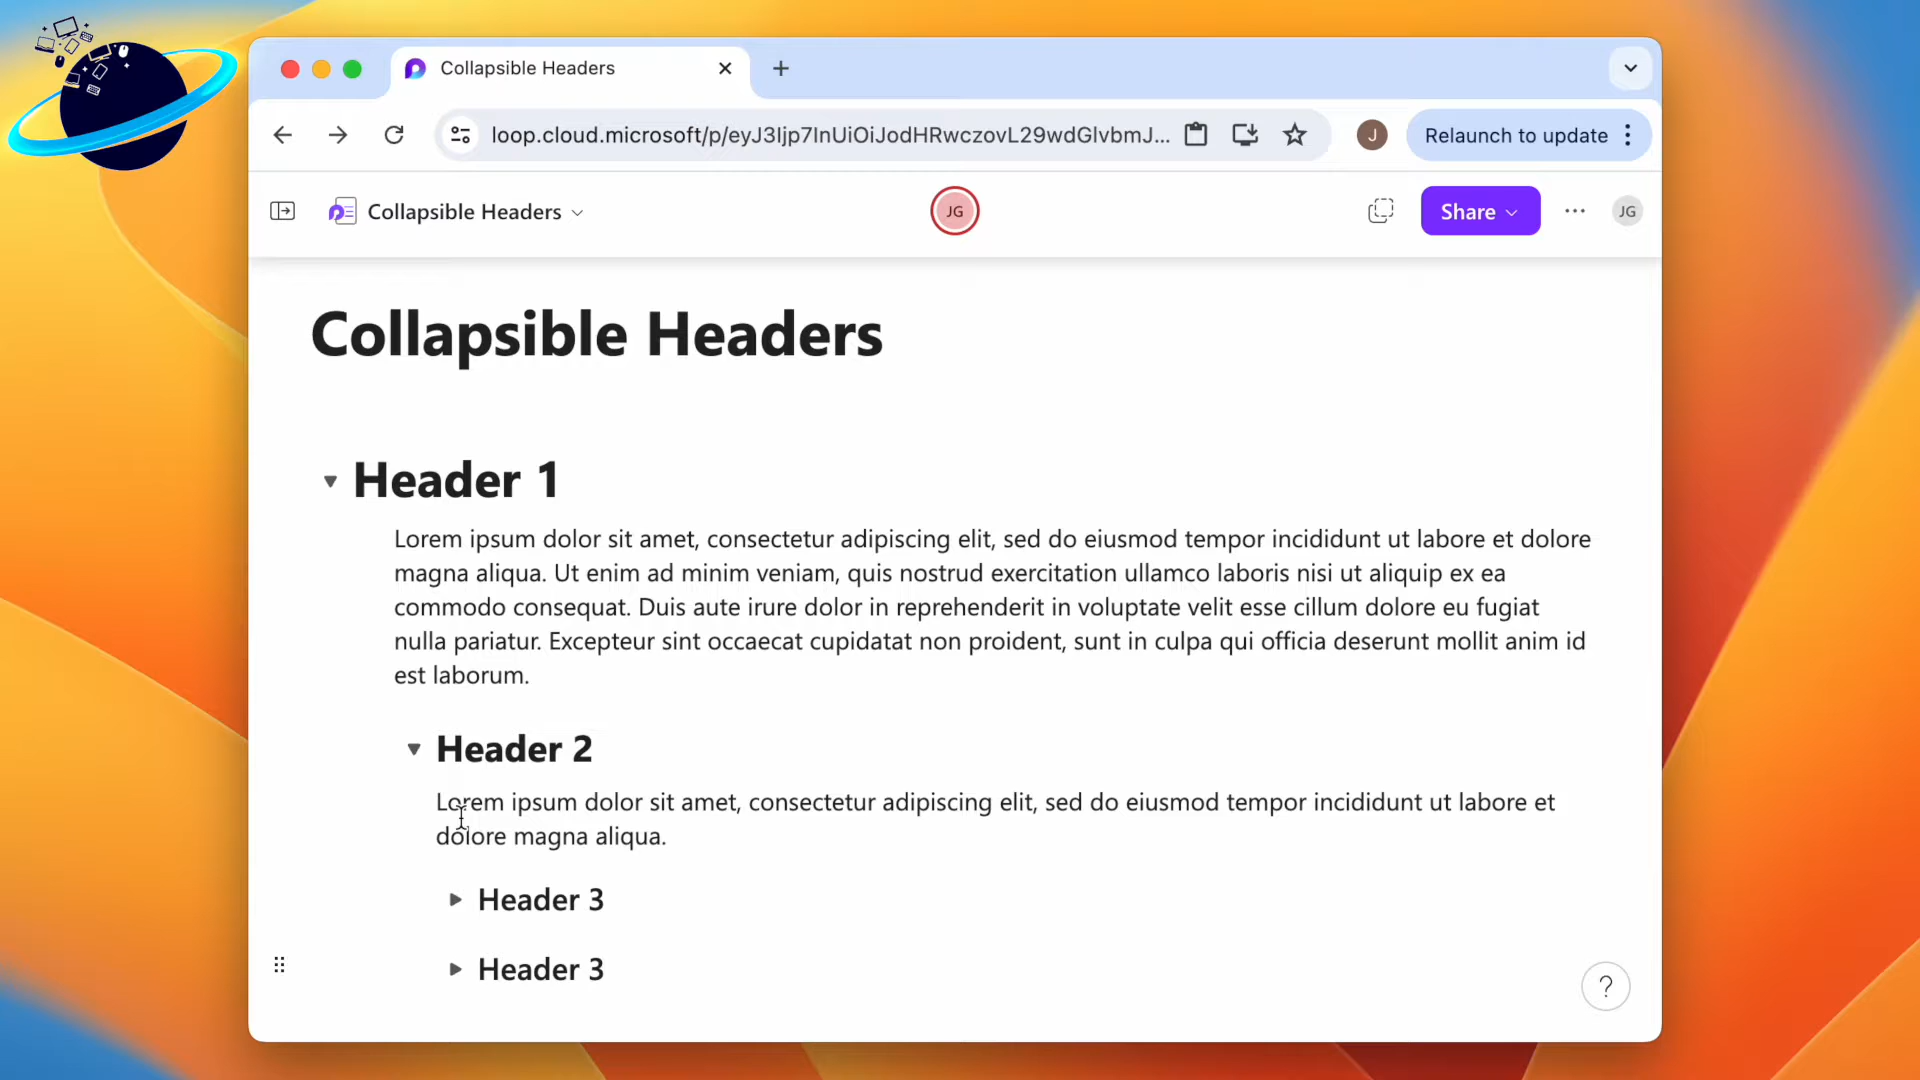 Collapsible Headers
loop.cloud.microsoft/p/eyJ3Ijp7InUiOiJodHRwczovL29wdGlvbmJ...
J
Relaunch to update
Collapsible Headers
JG
Share
JG
Collapsible Headers
Header 1
Lorem ipsum dolor sit amet, consectetur adipiscing elit, sed do eiusmod tempor incididunt ut labore et dolore
magna aliqua. Ut enim ad minim veniam, quis nostrud exercitation ullamco laboris nisi ut aliquip ex ea
commodo consequat. Duis aute irure dolor in reprehenderit in voluptate velit esse cillum dolore eu fugiat
nulla pariatur. Excepteur sint occaecat cupidatat non proident, sunt in culpa qui officia deserunt mollit anim id
est laborum.
Header 2
Lorem ipsum dolor sit amet, consectetur adipiscing elit, sed do eiusmod tempor incididunt ut labore et
dolore magna aliqua.
Header 3
Header 3
?